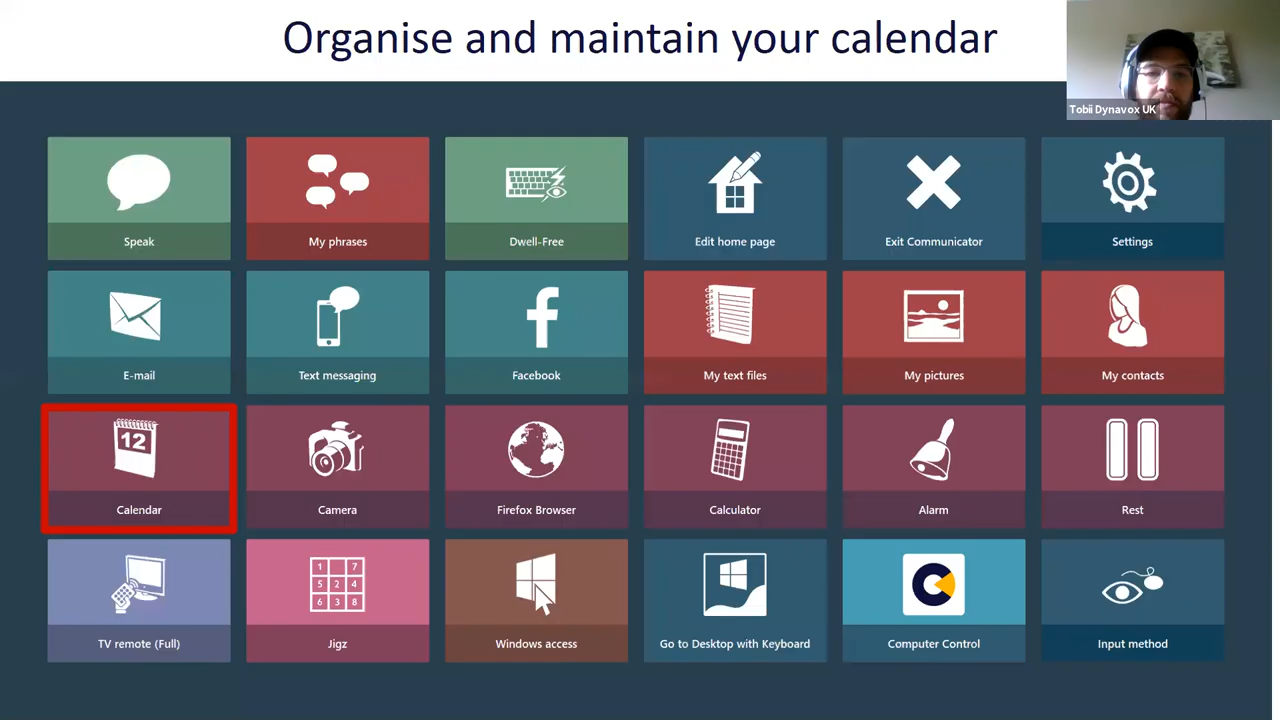 Organise and maintain your calendar
Tobii Dynavox UK
Speak
My phrases
Dwell-Free
Edit home page
Exit Communicator
Settings
E-mail
Text messaging
Facebook
My text files
My pictures
My contacts
12
Calendar
Camera
Firefox Browser
Calculator
Alarm
Rest
1 7
5 2 4
6 3 8
TV remote (Full)
Jigz
Windows access
Go to Desktop with Keyboard
Computer Control
Input method